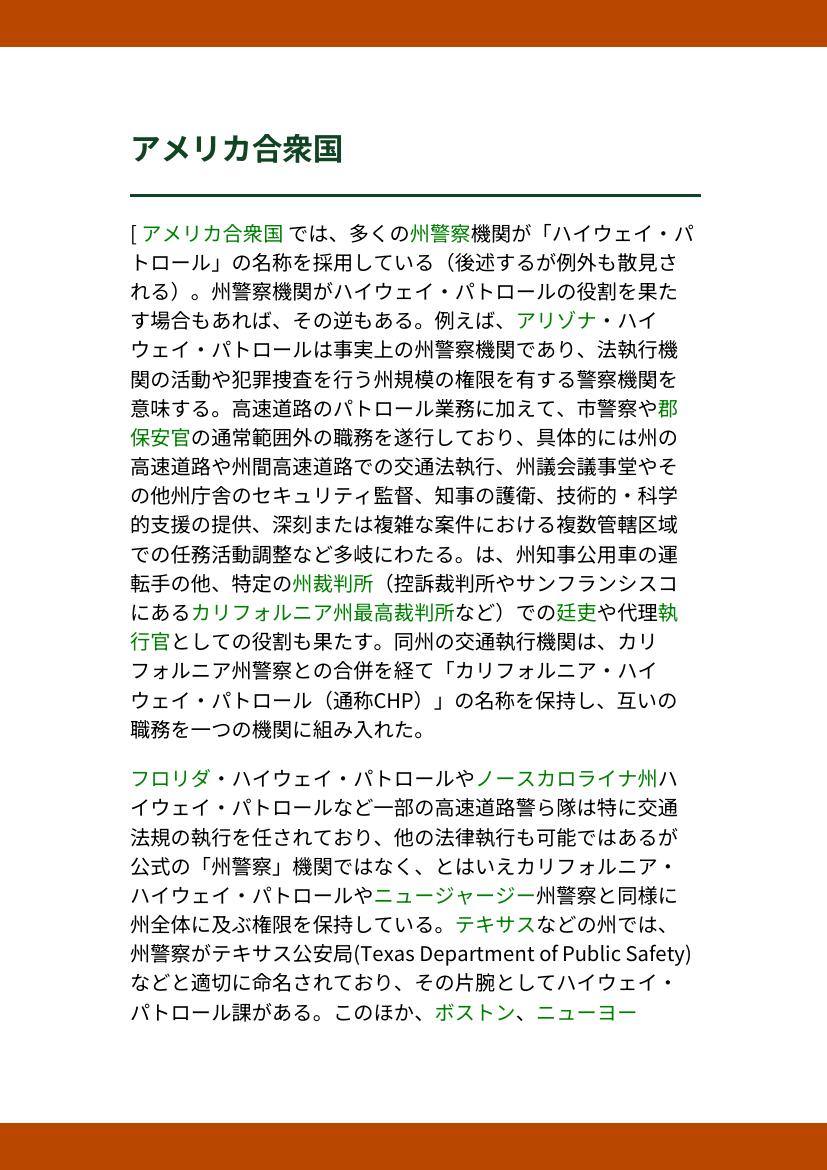 アメリカ合衆国
[ アメリカ合衆国 では、多くの州警察機関が「ハイウェイ・パ
トロール」の名称を採用している（後述するが例外も散見さ
れる）。州警察機関がハイウェイ・パトロールの役割を果た
す場合もあれば、その逆もある。例えば、アリゾナ・ハイ
ウェイ・パトロールは事実上の州警察機関であり、法執行機
関の活動や犯罪捜査を行う州規模の権限を有する警察機関を
意味する。高速道路のパトロール業務に加えて、市警察や郡
保安官の通常範囲外の職務を遂行しており、具体的には州の
高速道路や州間高速道路での交通法執行、州議会議事堂やそ
の他州庁舎のセキュリティ監督、知事の護衛、技術的・科学
的支援の提供、深刻または複雑な案件における複数管轄区域
での任務活動調整など多岐にわたる。は、州知事公用車の運
転手の他、特定の州裁判所（控訴裁判所やサンフランシスコ
にあるカリフォルニア州最高裁判所など）での廷吏や代理執
行官としての役割も果たす。同州の交通執行機関は、カリ
フォルニア州警察との合併を経て「カリフォルニア・ハイ
ウェイ・パトロール（通称CHP）」の名称を保持し、互いの
職務を一つの機関に組み入れた。
フロリダ・ハイウェイ・パトロールやノースカロライナ州ハ
イウェイ・パトロールなど一部の高速道路警ら隊は特に交通
法規の執行を任されており、他の法律執行も可能ではあるが
公式の「州警察」機関ではなく、とはいえカリフォルニア・
ハイウェイ・パトロールやニュージャージー州警察と同様に
州全体に及ぶ権限を保持している。テキサスなどの州では、
州警察がテキサス公安局(Texas Department of Public Safety)
などと適切に命名されており、その片腕としてハイウェイ・
パトロール課がある。このほか、ボストン、ニューヨー